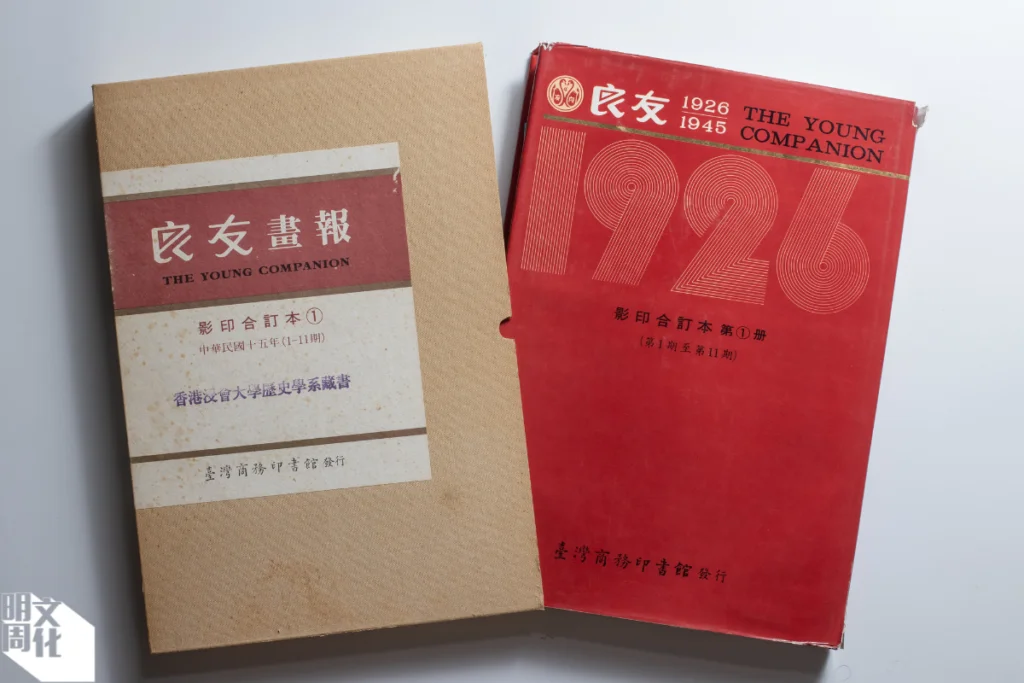 良友畫報
THE YOUNG COMPANION
影印合訂本①
中華民國十五年(1-11期)
香港浸會大學歷史學系藏書
臺灣商務印書館發行
良友
1926
1945
THE YOUNG
COMPANION
1926
影印合訂本第①册
(第1期至第11期)
臺灣商務印書館發行
明周文化